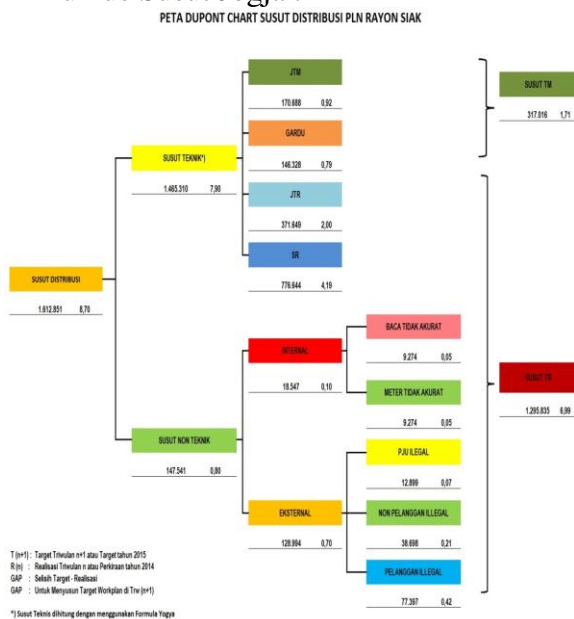 PETA DUPONT CHART SUSUT DISTRIBUSI PLN RAYON SIAK
JTM
170.688 0,92
SUSUT TM
317.016 1,71
GARDU
146.328 0,79
SUSUT TEKNIK*)
1.465.310 7,90
JTR
371.649 2,00
SR
776.644 4,19
SUSUT DISTRIBUSI
1.612.851 8,70
BACA TIDAK AKURAT
9.274 0,05
INTERNAL
18.547 0,10
SUSUT TR
1.295.835 6,99
METER TIDAK AKURAT
9.274 0,05
SUSUT NON TEKNIK
147.541 0,80
PJU ILEGAL
12.899 0,07
EKSTERNAL
128.994 0,70
NON PELANGGAN ILLEGAL
38.698 0,21
PELANGGAN ILLEGAL
77.397 0,42
T (n+1) : Target Triwulan n+1 atau Target tahun 2015
R (n) : Realisasi Triwulan n atau Perkiraan tahun 2014
GAP : Selisih Target - Realisasi
GAP : Untuk Menyusun Target Workplan di Trw (n+1)
*) Susut Teknis dihitung dengan menggunakan Formula Yogya